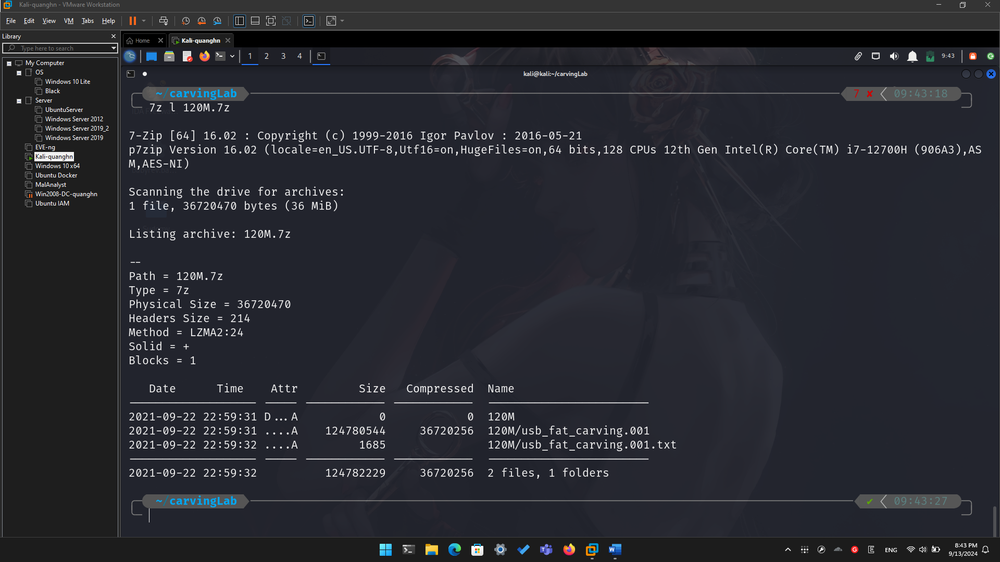 Kali-quanghn - VMware Workstation
File Edit View VM Tabs Help
Library
Type here to search
My Computer
OS
Windows 10 Lite
Black
Server
UbuntuServer
Windows Server 2012
Windows Server 2019_2
Windows Server 2019
EVE-ng
Kali-quanghn
Windows 10 x64
Ubuntu Docker
MalAnalyst
Win2008-DC-quanghn
Ubuntu IAM
Home Kali-quanghn
1 2 3 4 9:43
kali@kali:~/carvingLab
~/carvingLab 7 ✘ 09:43:18
7z l 120M.7z
7-Zip [64] 16.02 : Copyright (c) 1999-2016 Igor Pavlov : 2016-05-21
p7zip Version 16.02 (locale=en_US.UTF-8,Utf16=on,HugeFiles=on,64 bits,128 CPUs 12th Gen Intel(R) Core(TM) i7-12700H (906A3),AS
M,AES-NI)
Scanning the drive for archives:
1 file, 36720470 bytes (36 MiB)
Listing archive: 120M.7z
--
Path = 120M.7z
Type = 7z
Physical Size = 36720470
Headers Size = 214
Method = LZMA2:24
Solid = +
Blocks = 1
Date Time Attr Size Compressed Name
------------------- ----- ------------ ------------ ------------------------
2021-09-22 22:59:31 D...A 0 0 120M
2021-09-22 22:59:31 ....A 124780544 36720256 120M/usb_fat_carving.001
2021-09-22 22:59:32 ....A 1685 120M/usb_fat_carving.001.txt
------------------- ----- ------------ ------------ ------------------------
2021-09-22 22:59:32 124782229 36720256 2 files, 1 folders
~/carvingLab ✔ 09:43:27
ENG
8:43 PM
9/13/2024